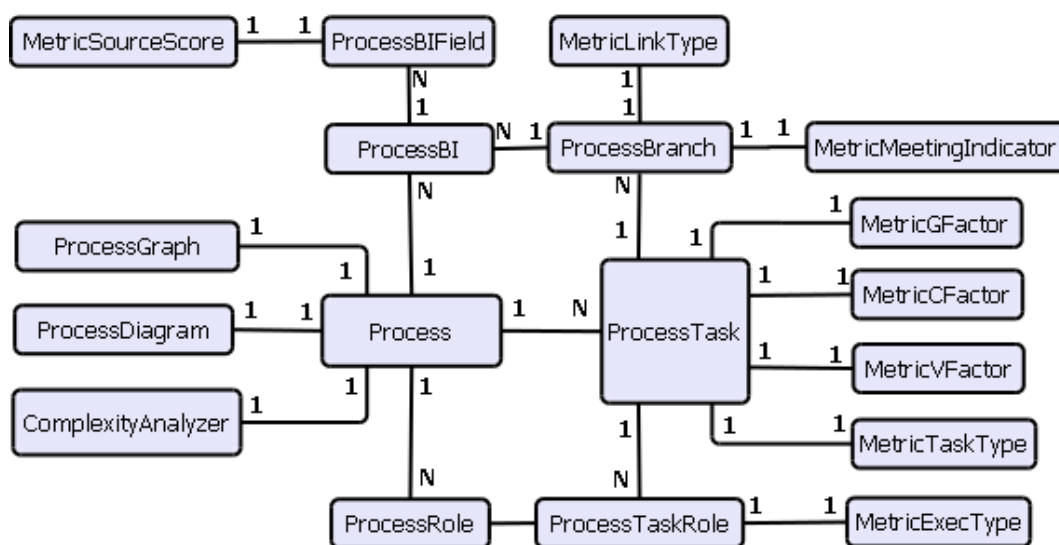 MetricSourceScore 1 1 ProcessBIField MetricLinkType
N 1
1 1
ProcessBI N 1 ProcessBranch 1 1 MetricMeetingIndicator
N N
1 MetricGFactor
ProcessGraph 1 1 1
1 1 1 1 MetricCFactor
ProcessDiagram 1 1 Process 1 N ProcessTask
1 1 MetricVFactor
1 1
ComplexityAnalyzer 1 1 1 1 MetricTaskType
N N
ProcessRole ProcessTaskRole 1 1 MetricExecType